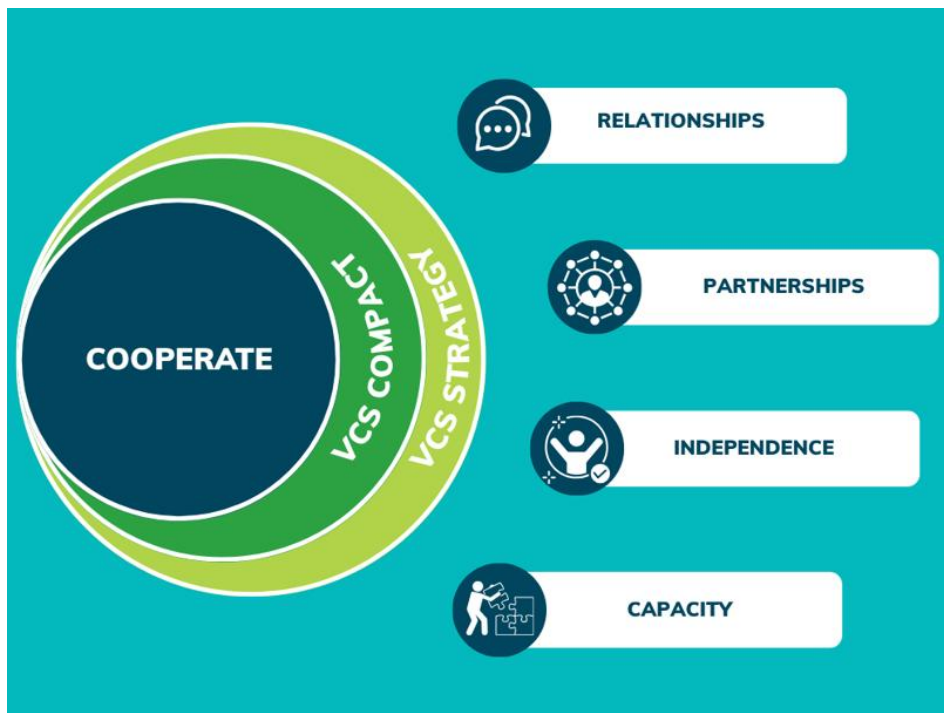 COOPERATE
VCS COMPACT
VCS STRATEGY
RELATIONSHIPS
PARTNERSHIPS
INDEPENDENCE
CAPACITY